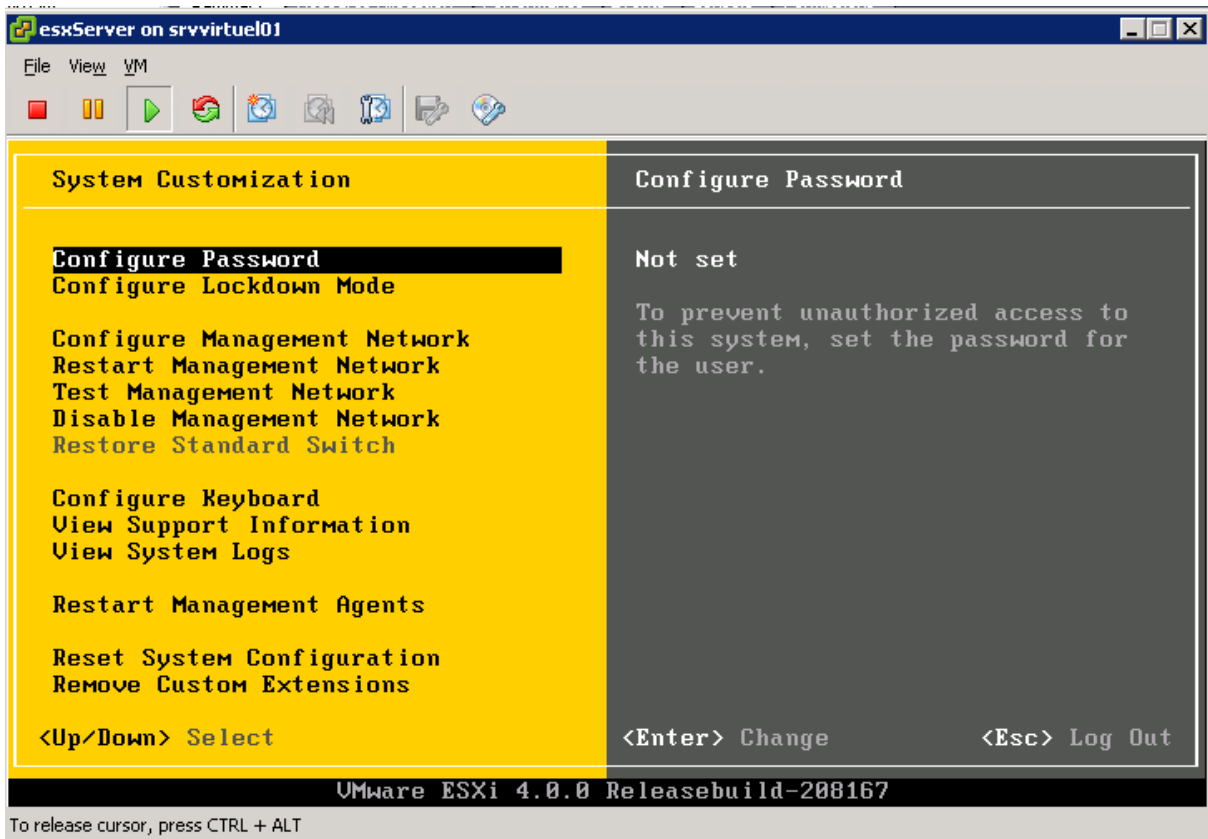 esxServer on srvvirtuel01
File View VM
System Customization
Configure Password
Configure Password
Configure Lockdown Mode
Configure Management Network
Restart Management Network
Test Management Network
Disable Management Network
Restore Standard Switch
Configure Keyboard
View Support Information
View System Logs
Restart Management Agents
Reset System Configuration
Remove Custom Extensions
Not set
To prevent unauthorized access to
this system, set the password for
the user.
<Up/Down> Select
<Enter> Change <Esc> Log Out
VMware ESXi 4.0.0 Releasebuild-208167
To release cursor, press CTRL + ALT